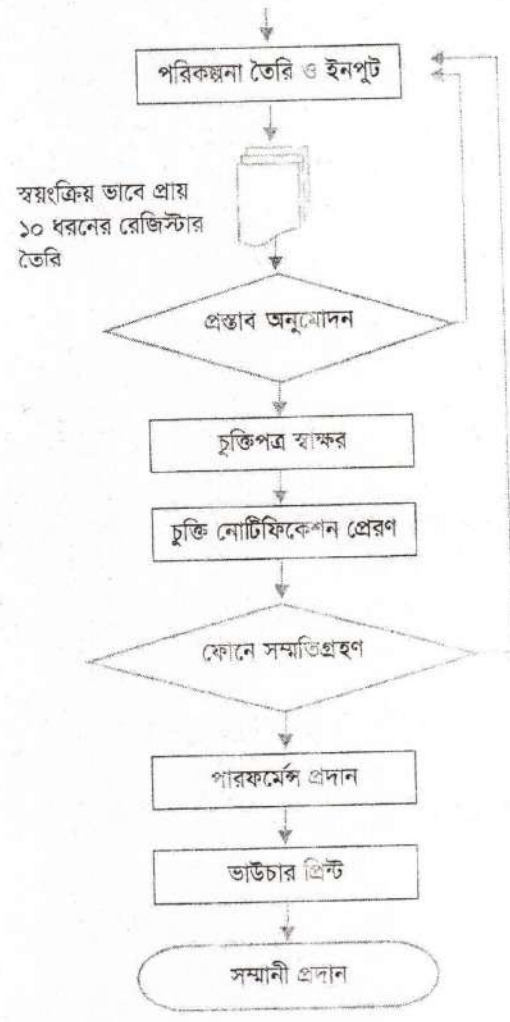 পরিকল্পনা তৈরি ও ইনপুট
স্বয়ংক্রিয় ভাবে প্রায়
১০ ধরনের রেজিস্টার
তৈরি
প্রস্তাব অনুমোদন
চুক্তিপত্র স্বাক্ষর
চুক্তি নোটিফিকেশন প্রেরণ
ফোনে সম্মতিগ্রহণ
পারফর্মেন্স প্রদান
ভাউচার প্রিন্ট
সম্মানী প্রদান